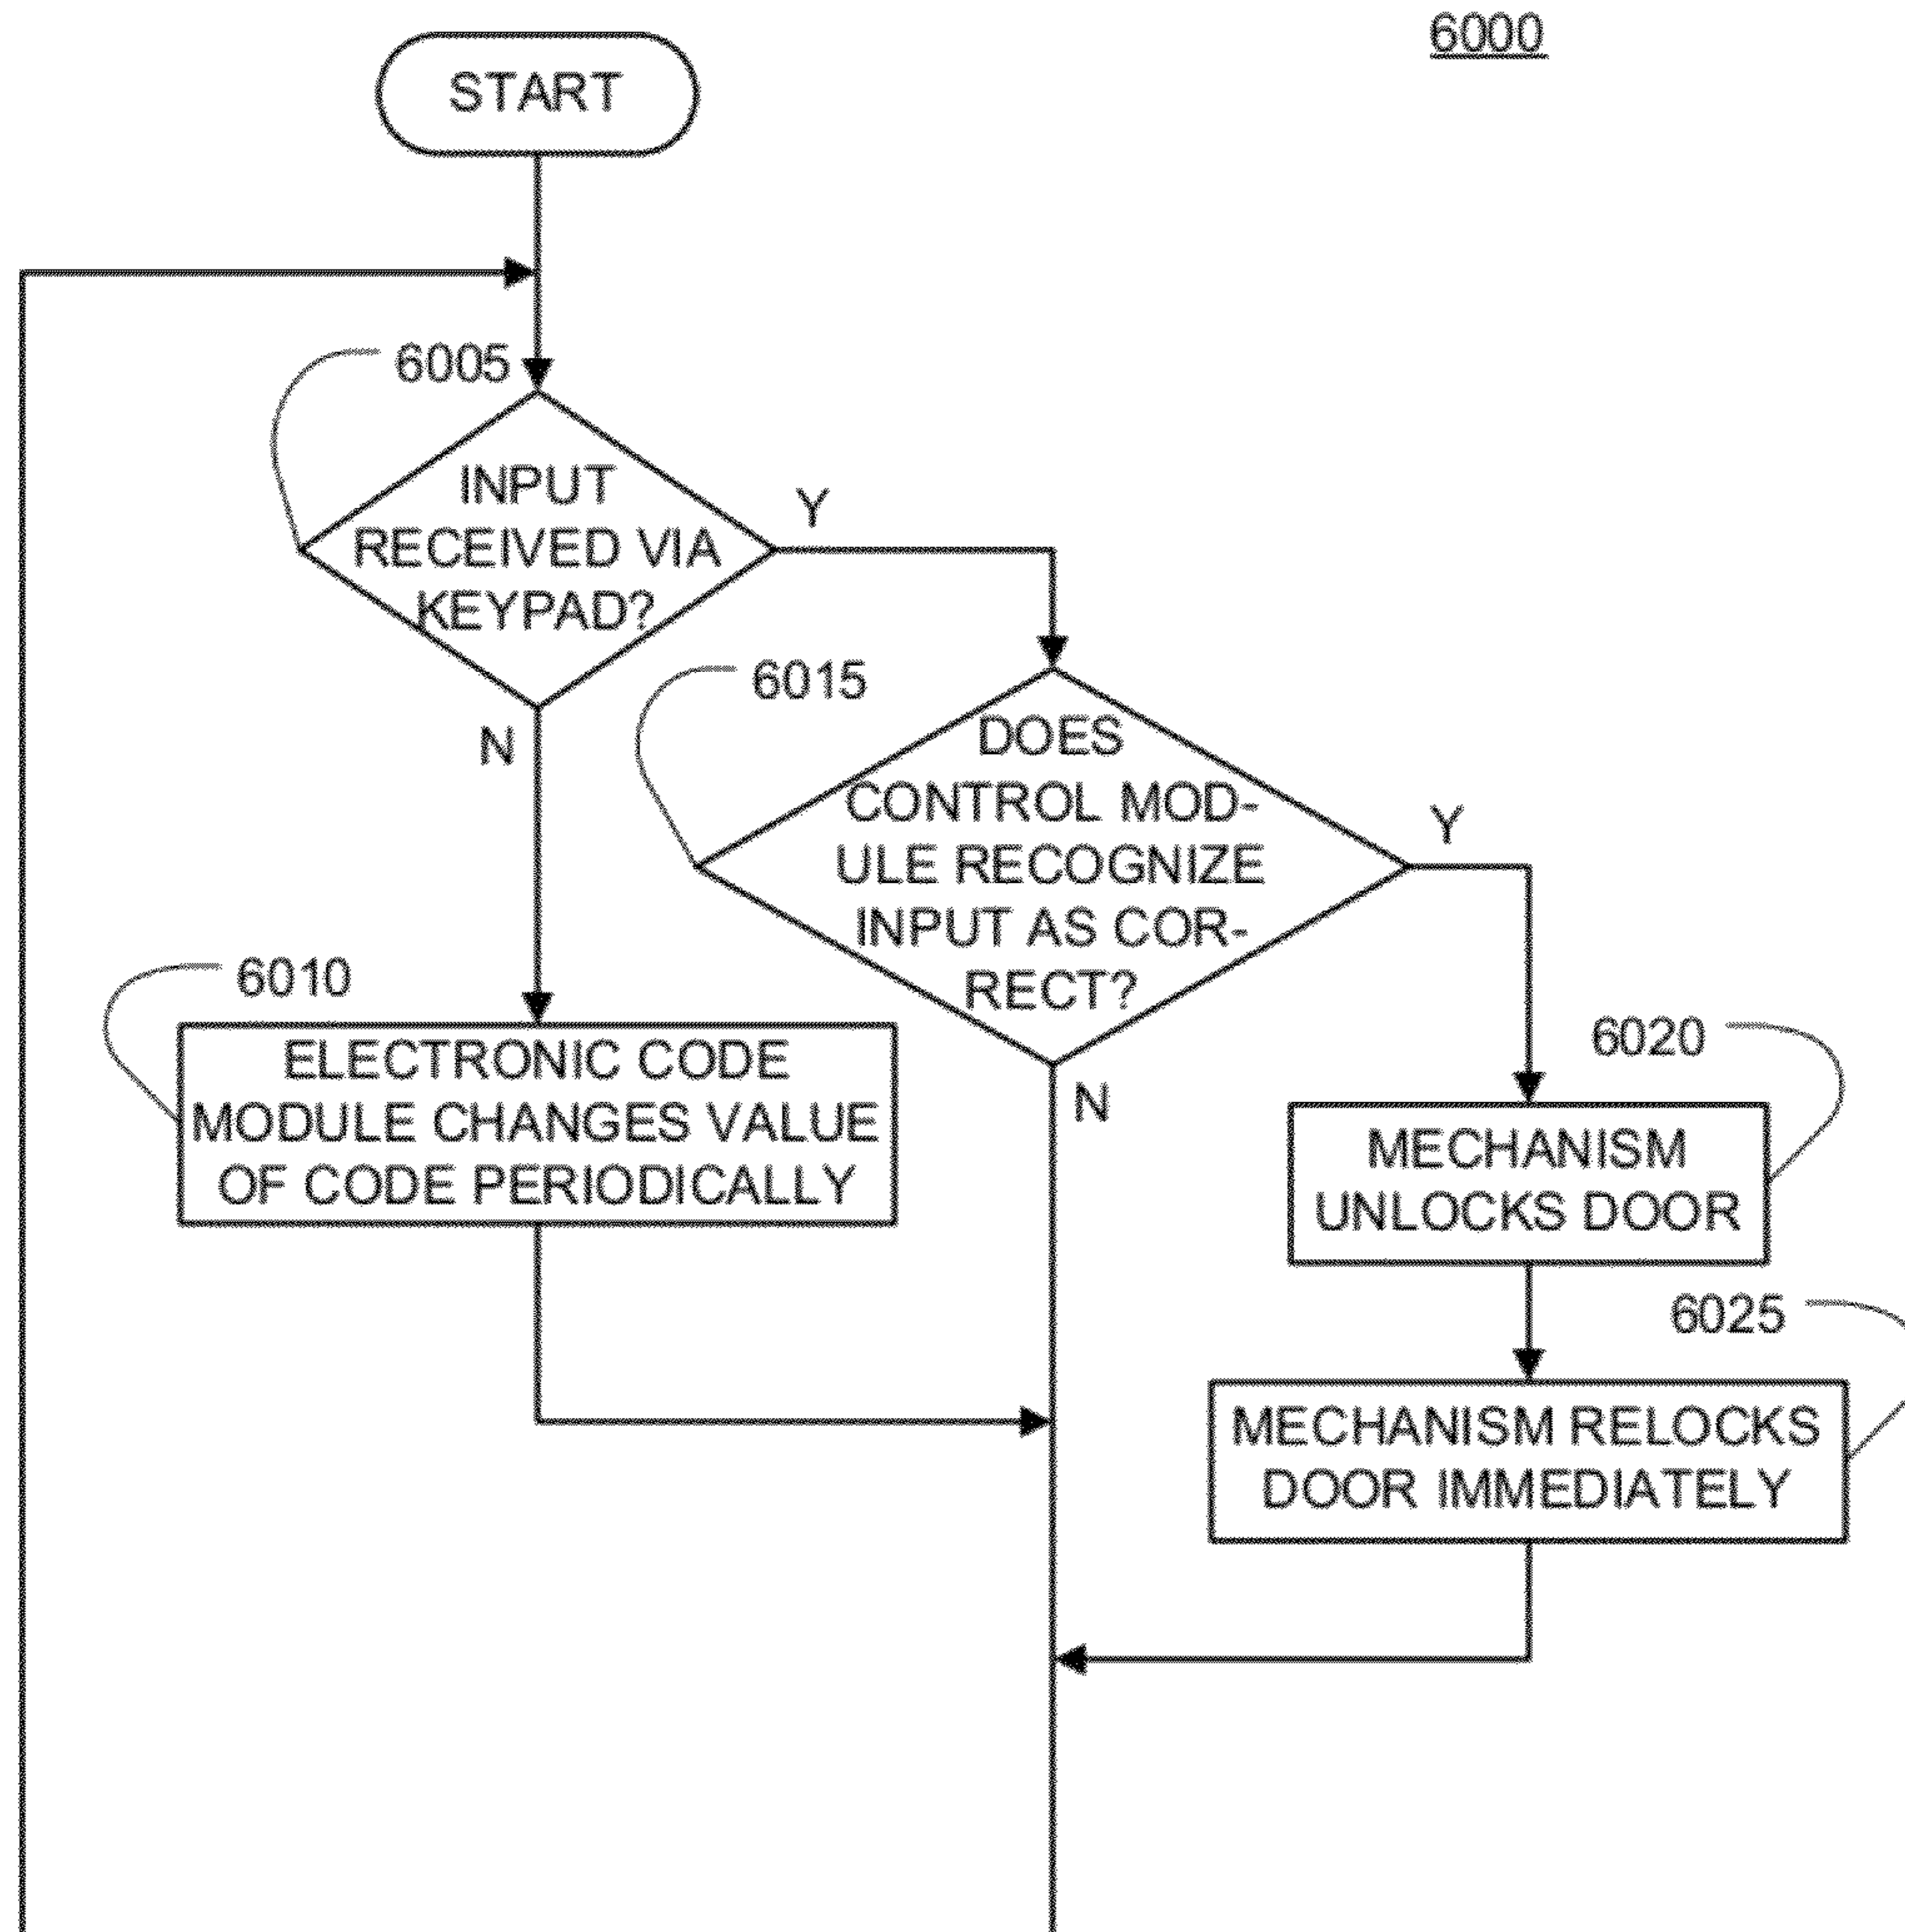 6000
START
6005
INPUT
RECEIVED VIA
KEYPAD?
Y
N
6015
DOES
CONTROL MOD-
ULE RECOGNIZE
INPUT AS COR-
RECT?
Y
N
6010
ELECTRONIC CODE
MODULE CHANGES VALUE
OF CODE PERIODICALLY
6020
MECHANISM
UNLOCKS DOOR
6025
MECHANISM RELOCKS
DOOR IMMEDIATELY